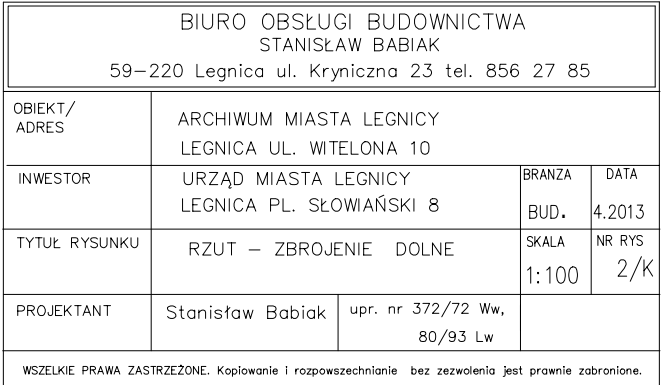 BIURO OBSŁUGI BUDOWNICTWA
STANISŁAW BABIAK
59-220 Legnica ul. Kryniczna 23 tel. 856 27 85
OBIEKT/
ADRES
ARCHIWUM MIASTA LEGNICY
LEGNICA UL. WITELONA 10
INWESTOR
URZĄD MIASTA LEGNICY
LEGNICA PL. SŁOWIAŃSKI 8
BRANZA
BUD.
DATA
4.2013
TYTUŁ RYSUNKU
RZUT – ZBROJENIE DOLNE
SKALA
1:100
NR RYS
2/K
PROJEKTANT
Stanisław Babiak
upr. nr 372/72 Ww,
80/93 Lw
WSZELKIE PRAWA ZASTRZEŻONE. Kopiowanie i rozpowszechnianie bez zezwolenia jest prawnie zabronione.